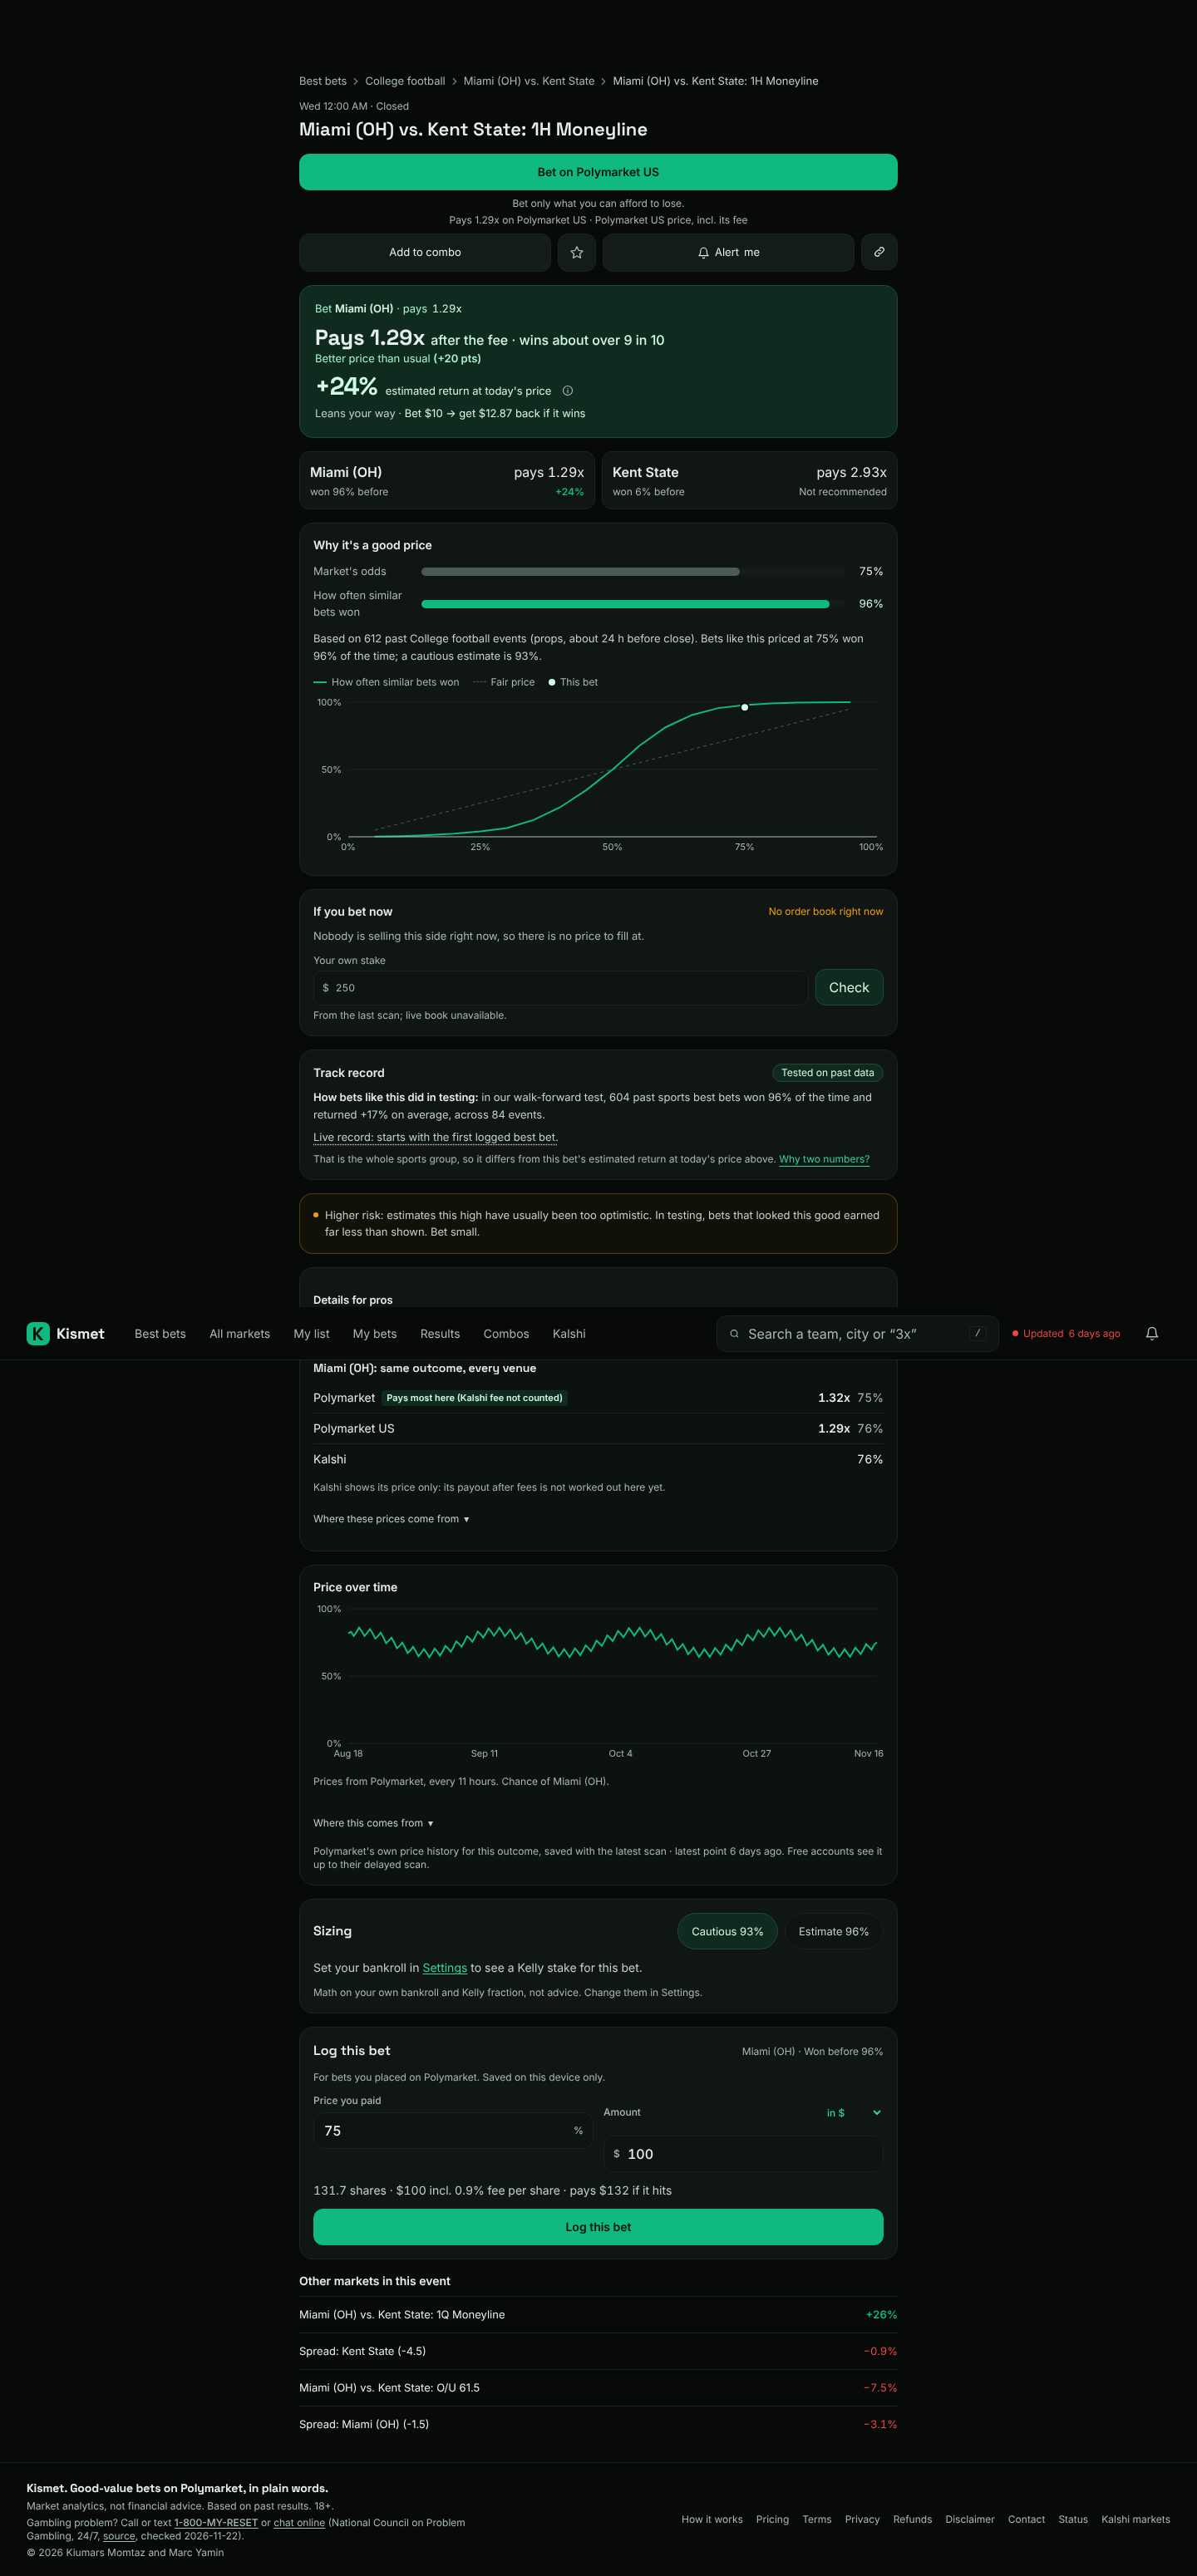 Best bets > College football > Miami (OH) vs. Kent State > Miami (OH) vs. Kent State: 1H Moneyline
Wed 12:00 AM · Closed
Miami (OH) vs. Kent State: 1H Moneyline
Bet on Polymarket US
Bet only what you can afford to lose.
Pays 1.29x on Polymarket US · Polymarket US price, incl. its fee
Add to combo
Alert me
Bet Miami (OH) · pays 1.29x
Pays 1.29x after the fee · wins about over 9 in 10
Better price than usual (+20 pts)
+24% estimated return at today's price
Leans your way · Bet $10 → get $12.87 back if it wins
Miami (OH) pays 1.29x
won 96% before +24%
Kent State pays 2.93x
won 6% before Not recommended
Why it's a good price
Market's odds 75%
How often similar
bets won 96%
Based on 612 past College football events (props, about 24 h before close). Bets like this priced at 75% won
96% of the time; a cautious estimate is 93%.
How often similar bets won Fair price This bet
100%
50%
0%
0% 25% 50% 75% 100%
If you bet now No order book right now
Nobody is selling this side right now, so there is no price to fill at.
Your own stake
$ 250 Check
From the last scan; live book unavailable.
Track record Tested on past data
How bets like this did in testing: in our walk-forward test, 604 past sports best bets won 96% of the time and
returned +17% on average, across 84 events.
Live record: starts with the first logged best bet.
That is the whole sports group, so it differs from this bet's estimated return at today's price above. Why two numbers?
Higher risk: estimates this high have usually been too optimistic. In testing, bets that looked this good earned
far less than shown. Bet small.
Details for pros
K Kismet Best bets All markets My list My bets Results Combos Kalshi Search a team, city or “3x” / Updated 6 days ago
Miami (OH): same outcome, every venue
Polymarket Pays most here (Kalshi fee not counted) 1.32x 75%
Polymarket US 1.29x 76%
Kalshi 76%
Kalshi shows its price only: its payout after fees is not worked out here yet.
Where these prices come from ▾
Price over time
100%
50%
0%
Aug 18 Sep 11 Oct 4 Oct 27 Nov 16
Prices from Polymarket, every 11 hours. Chance of Miami (OH).
Where this comes from ▾
Polymarket's own price history for this outcome, saved with the latest scan · latest point 6 days ago. Free accounts see it
up to their delayed scan.
Sizing Cautious 93% Estimate 96%
Set your bankroll in Settings to see a Kelly stake for this bet.
Math on your own bankroll and Kelly fraction, not advice. Change them in Settings.
Log this bet Miami (OH) · Won before 96%
For bets you placed on Polymarket. Saved on this device only.
Price you paid
75 %
Amount in $
$ 100
131.7 shares · $100 incl. 0.9% fee per share · pays $132 if it hits
Log this bet
Other markets in this event
Miami (OH) vs. Kent State: 1Q Moneyline +26%
Spread: Kent State (-4.5) −0.9%
Miami (OH) vs. Kent State: O/U 61.5 −7.5%
Spread: Miami (OH) (-1.5) −3.1%
Kismet. Good-value bets on Polymarket, in plain words.
Market analytics, not financial advice. Based on past results. 18+.
Gambling problem? Call or text 1-800-MY-RESET or chat online (National Council on Problem
Gambling, 24/7, source, checked 2026-11-22).
© 2026 Kiumars Momtaz and Marc Yamin
How it works Pricing Terms Privacy Refunds Disclaimer Contact Status Kalshi markets